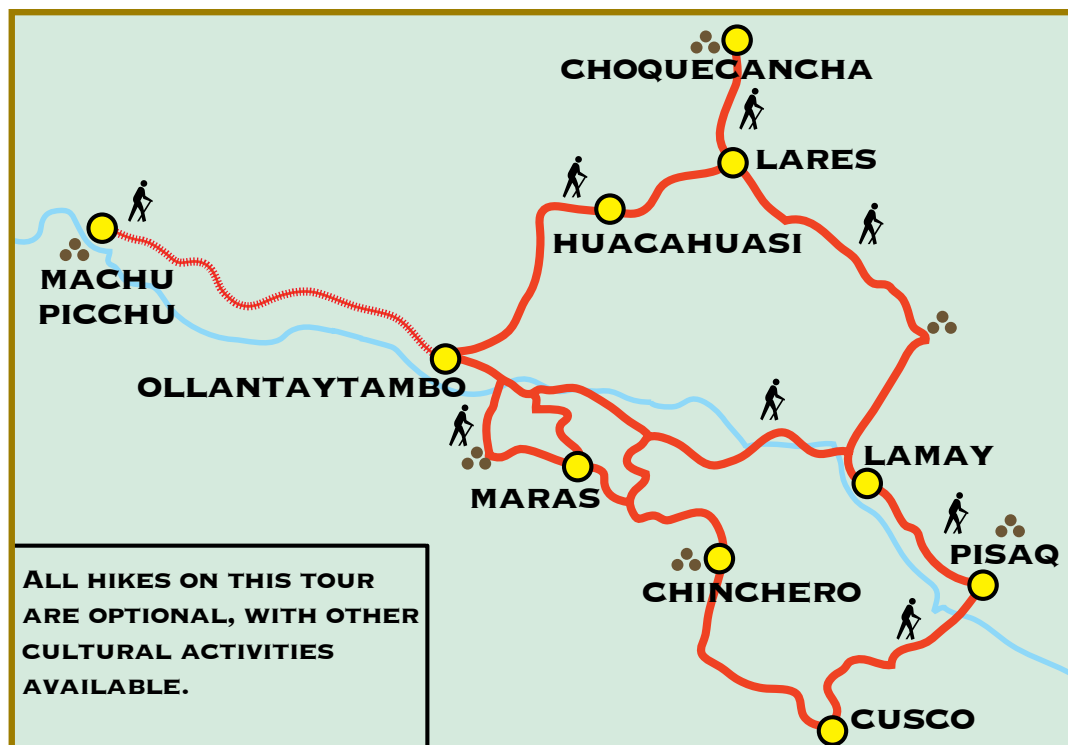 CHOQUECANCHA
LARES
HUACAHUASI
MACHU
PICCHU
OLLANTAYTAMBO
LAMAY
MARAS
PISAQ
CHINCHERO
CUSCO
ALL HIKES ON THIS TOUR
ARE OPTIONAL, WITH OTHER
CULTURAL ACTIVITIES
AVAILABLE.